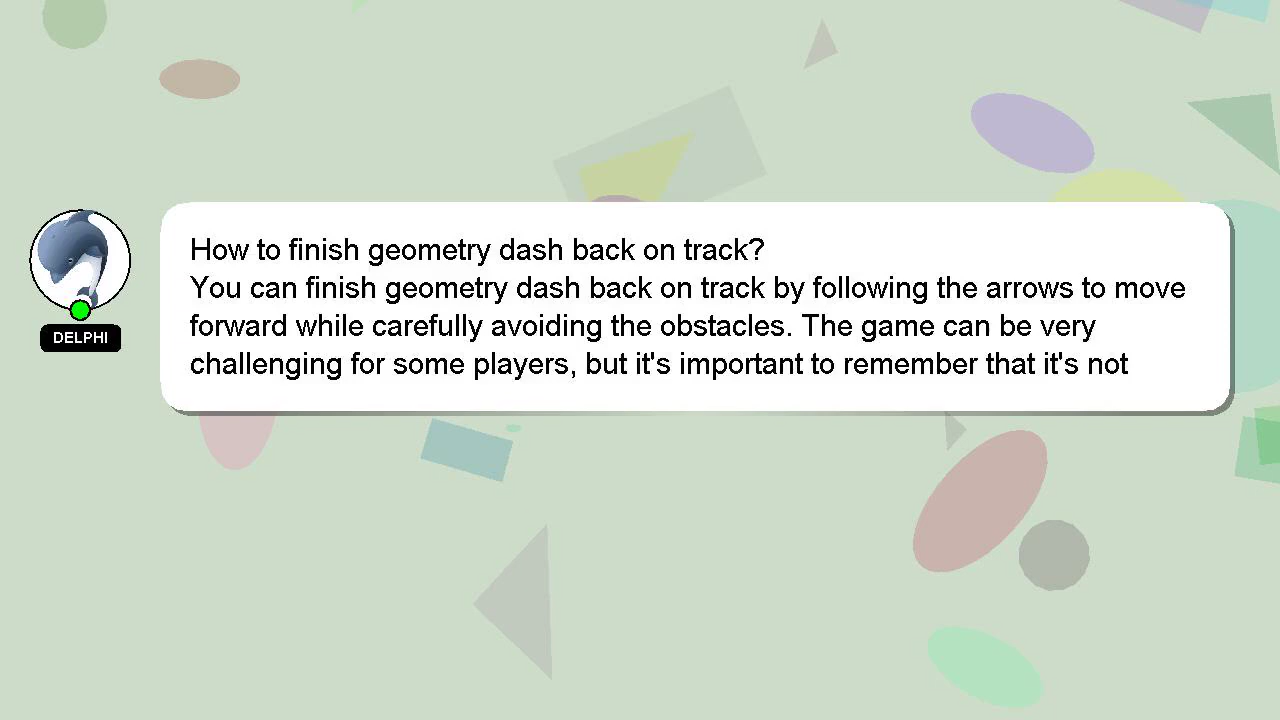 How to finish geometry dash back on track?
You can finish geometry dash back on track by following the arrows to move
forward while carefully avoiding the obstacles. The game can be very
challenging for some players, but it's important to remember that it's not
DELPHI